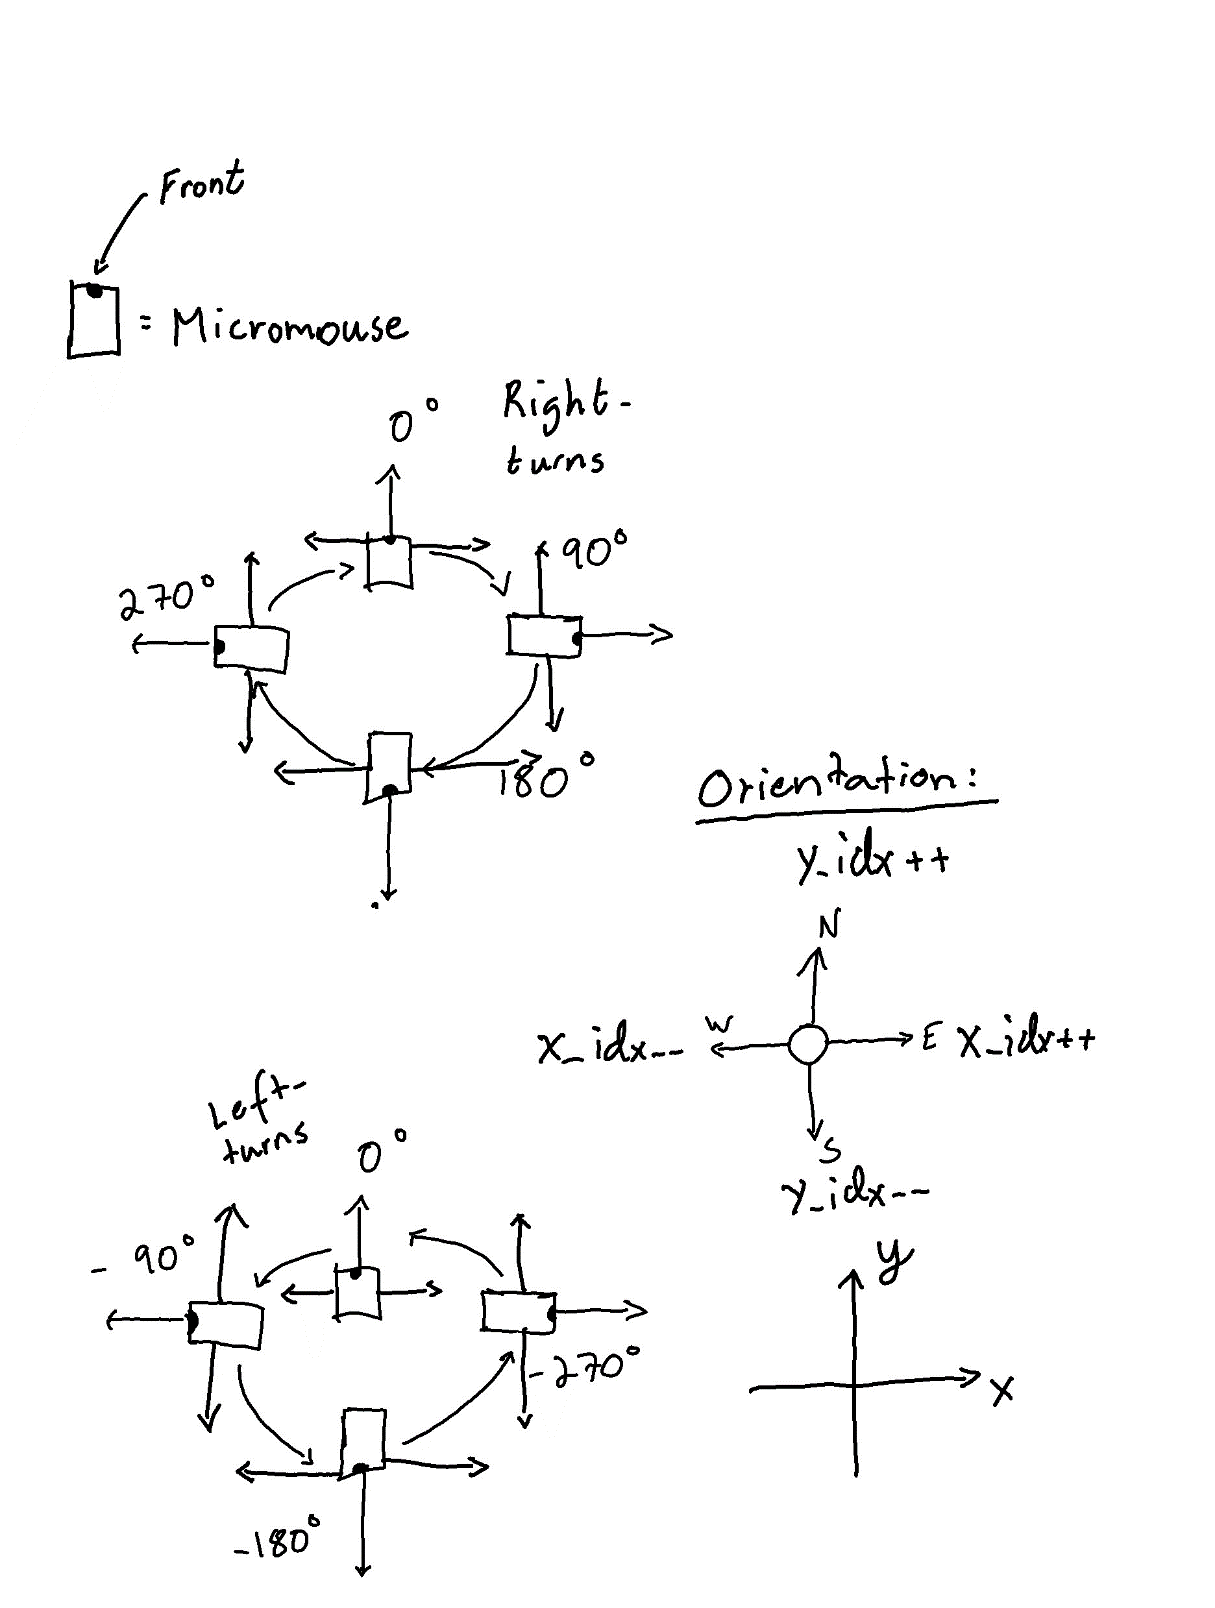 Front
= Micromouse
Right-
turns
0°
90°
270°
180°
Orientation:
y_idx++
N
W
X_idx--
E X_idx++
S
y_idx--
Left-
turns
0°
- 90°
-270°
-180°
y
x